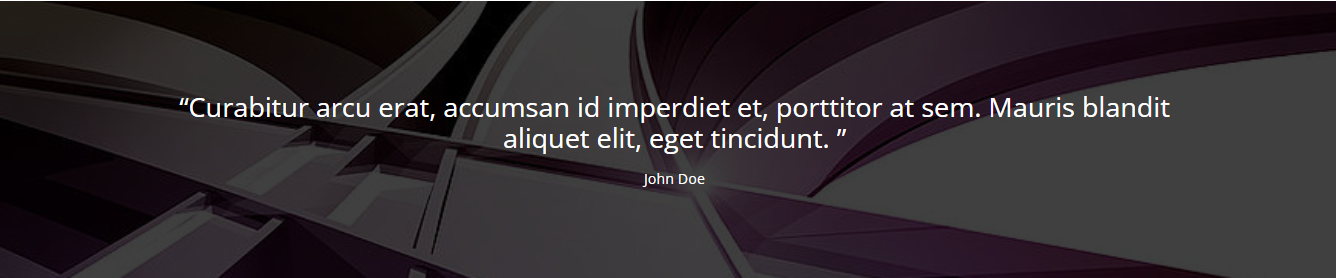 “Curabitur arcu erat, accumsan id imperdiet et, porttitor at sem. Mauris blandit
aliquet elit, eget tincidunt. ”
John Doe